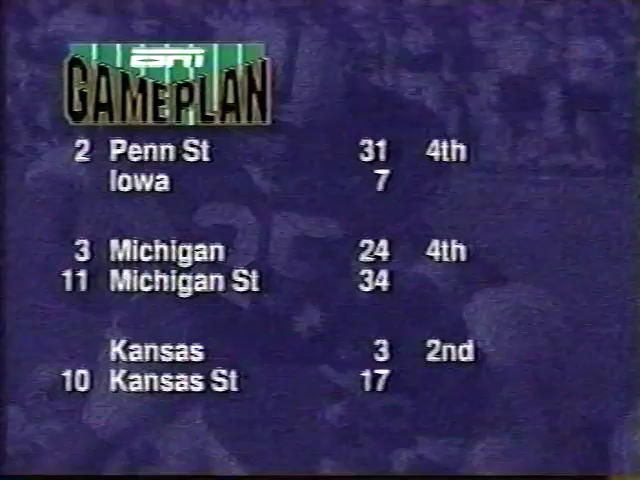 ESPN
GAMEPLAN
2 Penn St 31 4th
Iowa 7
3 Michigan 24 4th
11 Michigan St 34
Kansas 3 2nd
10 Kansas St 17